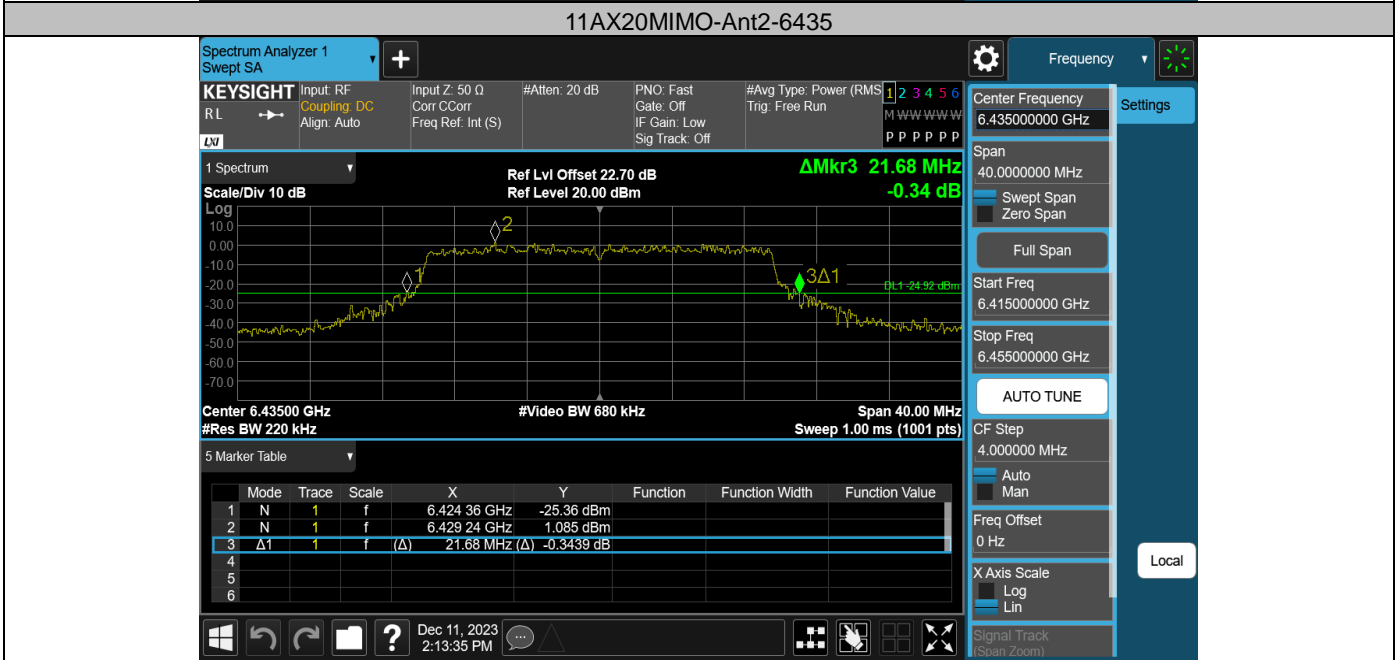 11AX20MIMO-Ant2-6435
Spectrum Analyzer 1
Swept SA
Frequency
KEYSIGHT
RL
LXI
Input: RF
Coupling: DC
Align: Auto
Input Z: 50 Ω
Corr CCorr
Freq Ref: Int (S)
#Atten: 20 dB
PNO: Fast
Gate: Off
IF Gain: Low
Sig Track: Off
#Avg Type: Power (RMS
Trig: Free Run
1 2 3 4 5 6
M W W W W W
P P P P P P
1 Spectrum
Scale/Div 10 dB
Ref Lvl Offset 22.70 dB
Ref Level 20.00 dBm
ΔMkr3 21.68 MHz
-0.34 dB
Log
10.0
0.00
-10.0
-20.0
-30.0
-40.0
-50.0
-60.0
-70.0
2
1
3Δ1
DL1 -24.92 dBm
Center 6.43500 GHz
#Video BW 680 kHz
Span 40.00 MHz
#Res BW 220 kHz
Sweep 1.00 ms (1001 pts)
5 Marker Table
Mode Trace Scale X Y Function Function Width Function Value
1 N 1 f 6.424 36 GHz -25.36 dBm
2 N 1 f 6.429 24 GHz 1.085 dBm
3 Δ1 1 f (Δ) 21.68 MHz (Δ) -0.3439 dB
4
5
6
Dec 11, 2023
2:13:35 PM
Center Frequency
6.435000000 GHz
Settings
Span
40.0000000 MHz
Swept Span
Zero Span
Full Span
Start Freq
6.415000000 GHz
Stop Freq
6.455000000 GHz
AUTO TUNE
CF Step
4.000000 MHz
Auto
Man
Freq Offset
0 Hz
X Axis Scale
Log
Lin
Local
Signal Track
(Span Zoom)